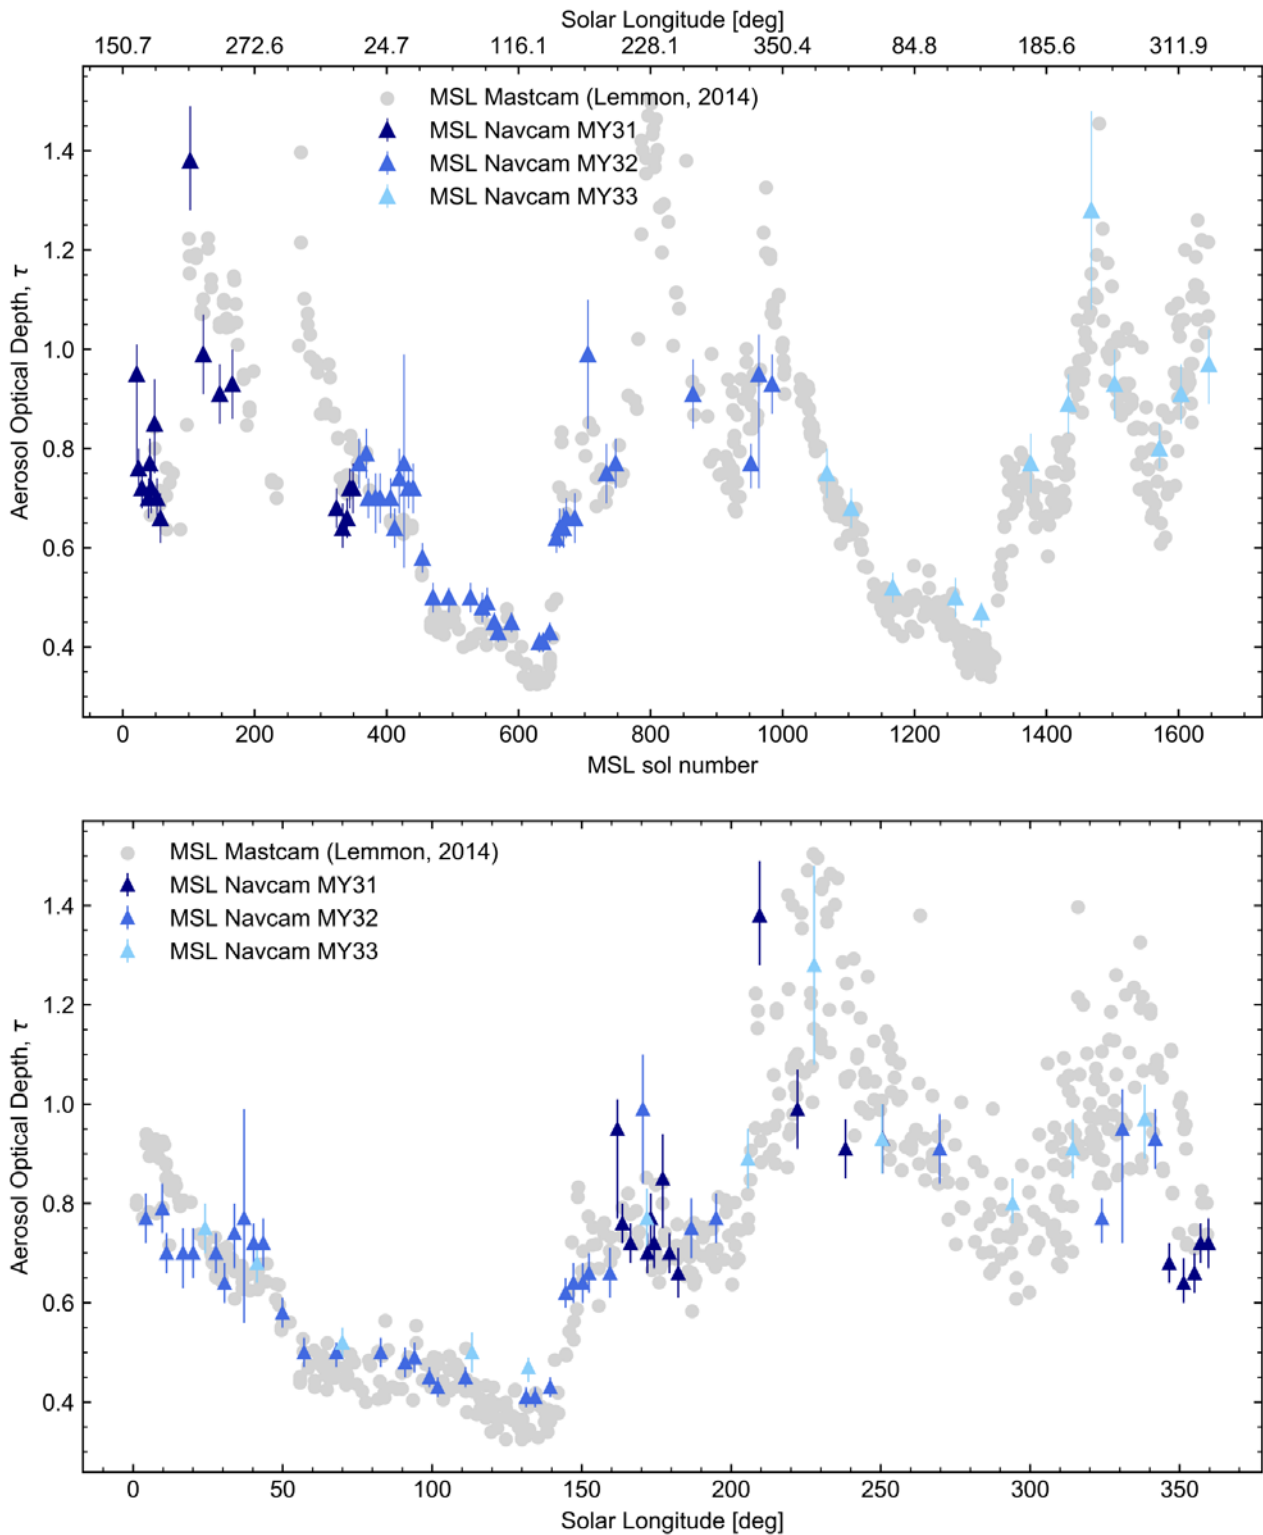 Solar Longitude [deg]
150.7 272.6 24.7 116.1 228.1 350.4 84.8 185.6 311.9
MSL Mastcam (Lemmon, 2014)
MSL Navcam MY31
MSL Navcam MY32
MSL Navcam MY33
1.4
1.2
1.0
0.8
0.6
0.4
Aerosol Optical Depth, τ
0 200 400 600 800 1000 1200 1400 1600
MSL sol number
MSL Mastcam (Lemmon, 2014)
MSL Navcam MY31
MSL Navcam MY32
MSL Navcam MY33
1.4
1.2
1.0
0.8
0.6
0.4
Aerosol Optical Depth, τ
0 50 100 150 200 250 300 350
Solar Longitude [deg]